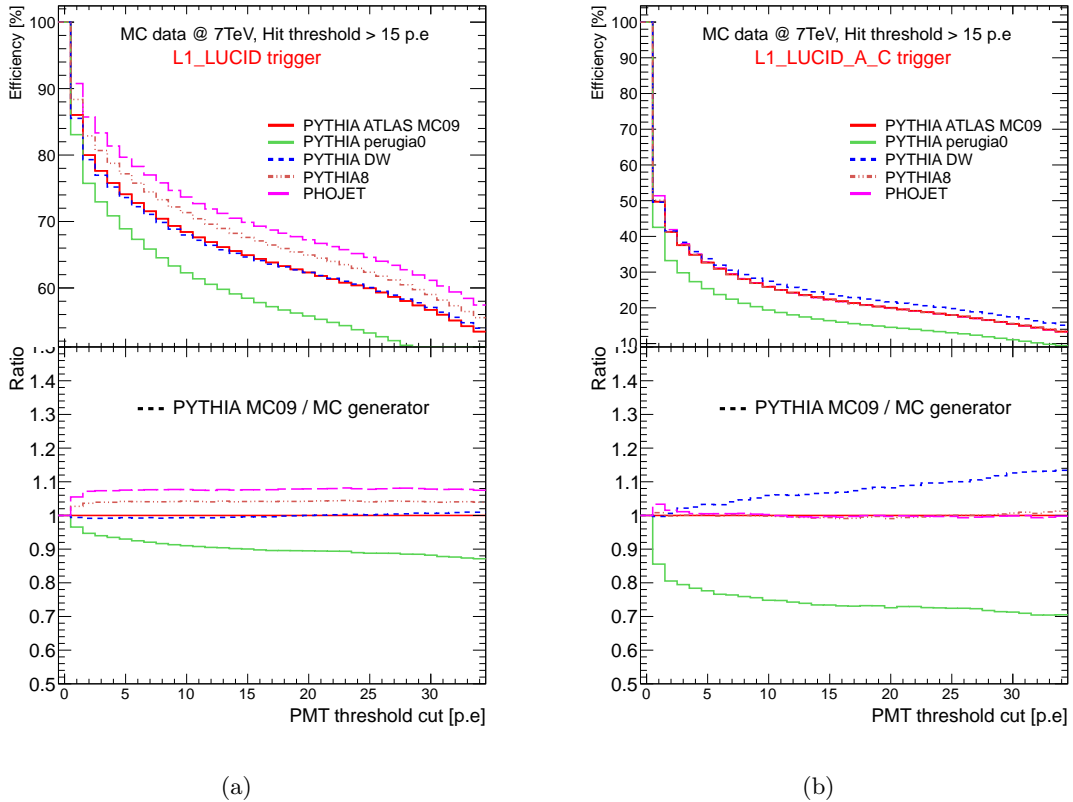 Efficiency [%]
100
90
80
70
60
MC data @ 7TeV, Hit threshold > 15 p.e
L1_LUCID trigger
PYTHIA ATLAS MC09
PYTHIA perugia0
PYTHIA DW
PYTHIA8
PHOJET
Ratio
1.5
1.4
1.3
1.2
1.1
1
0.9
0.8
0.7
0.6
0.5
PYTHIA MC09 / MC generator
0 5 10 15 20 25 30
PMT threshold cut [p.e]
(a)
Efficiency [%]
100
90
80
70
60
50
40
30
20
10
MC data @ 7TeV, Hit threshold > 15 p.e
L1_LUCID_A_C trigger
PYTHIA ATLAS MC09
PYTHIA perugia0
PYTHIA DW
PYTHIA8
PHOJET
Ratio
1.5
1.4
1.3
1.2
1.1
1
0.9
0.8
0.7
0.6
0.5
PYTHIA MC09 / MC generator
0 5 10 15 20 25 30
PMT threshold cut [p.e]
(b)